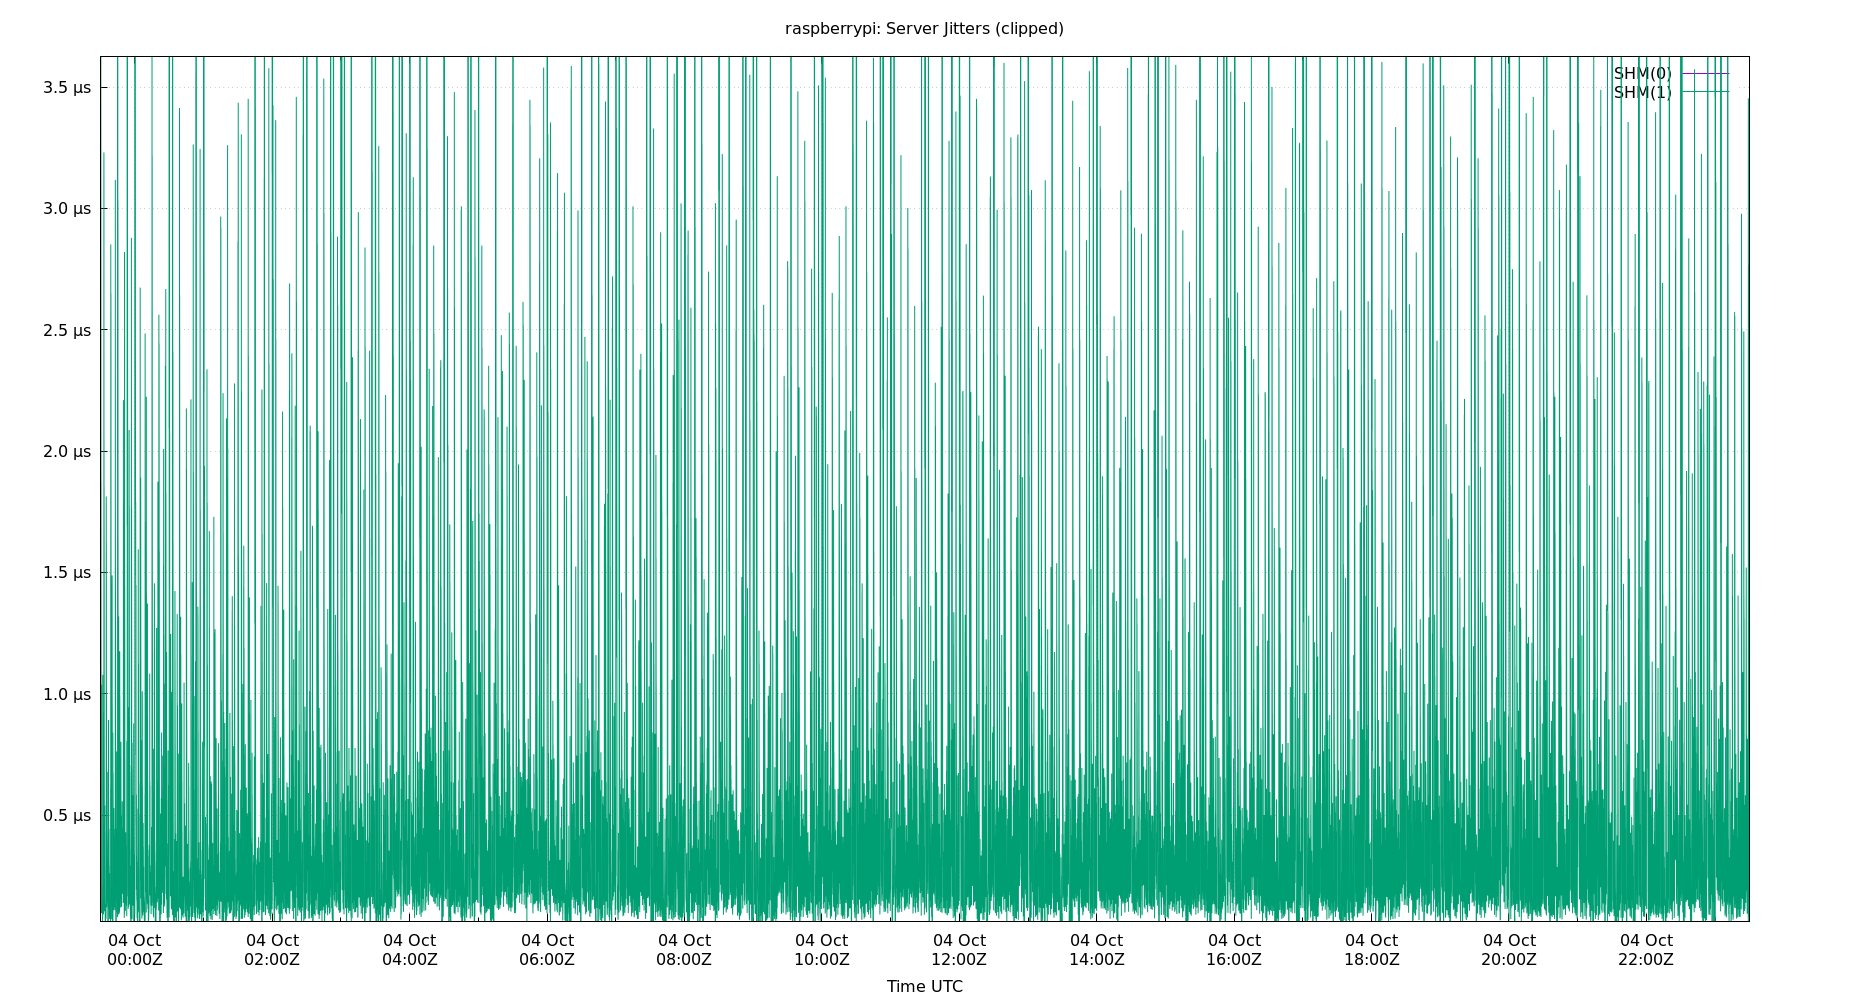 raspberrypi: Server Jitters (clipped)
SHM(0)
SHM(1)
3.5 µs
3.0 µs
2.5 µs
2.0 µs
1.5 µs
1.0 µs
0.5 µs
04 Oct 04 Oct 04 Oct 04 Oct 04 Oct 04 Oct 04 Oct 04 Oct 04 Oct 04 Oct 04 Oct 04 Oct
00:00Z 02:00Z 04:00Z 06:00Z 08:00Z 10:00Z 12:00Z 14:00Z 16:00Z 18:00Z 20:00Z 22:00Z
Time UTC